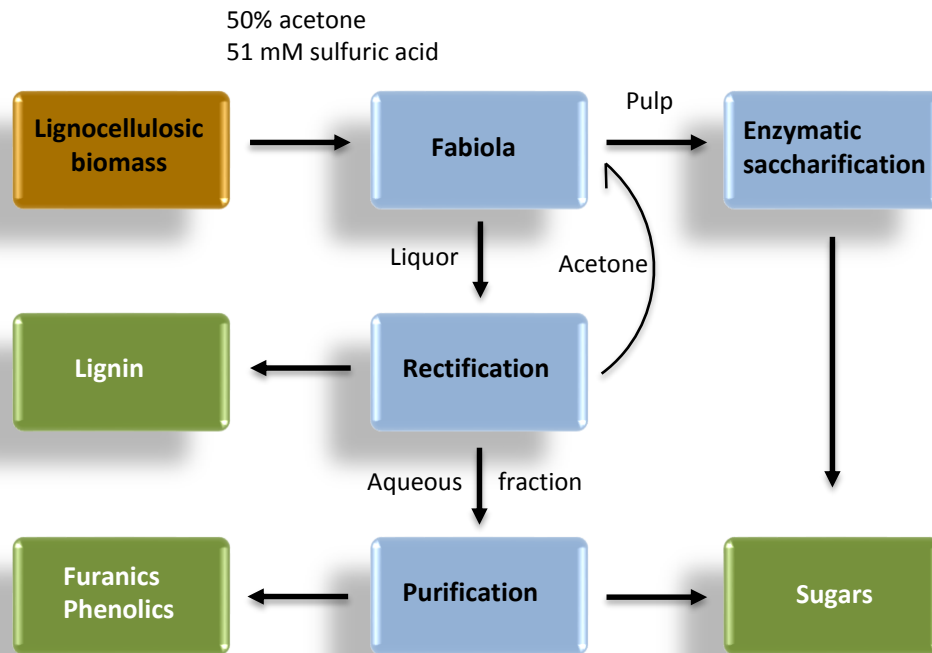 50% acetone
51 mM sulfuric acid
Lignocellulosic
biomass
Fabiola
Pulp
Enzymatic
saccharification
Liquor
Acetone
Lignin
Rectification
Aqueous fraction
Furanics
Phenolics
Purification
Sugars